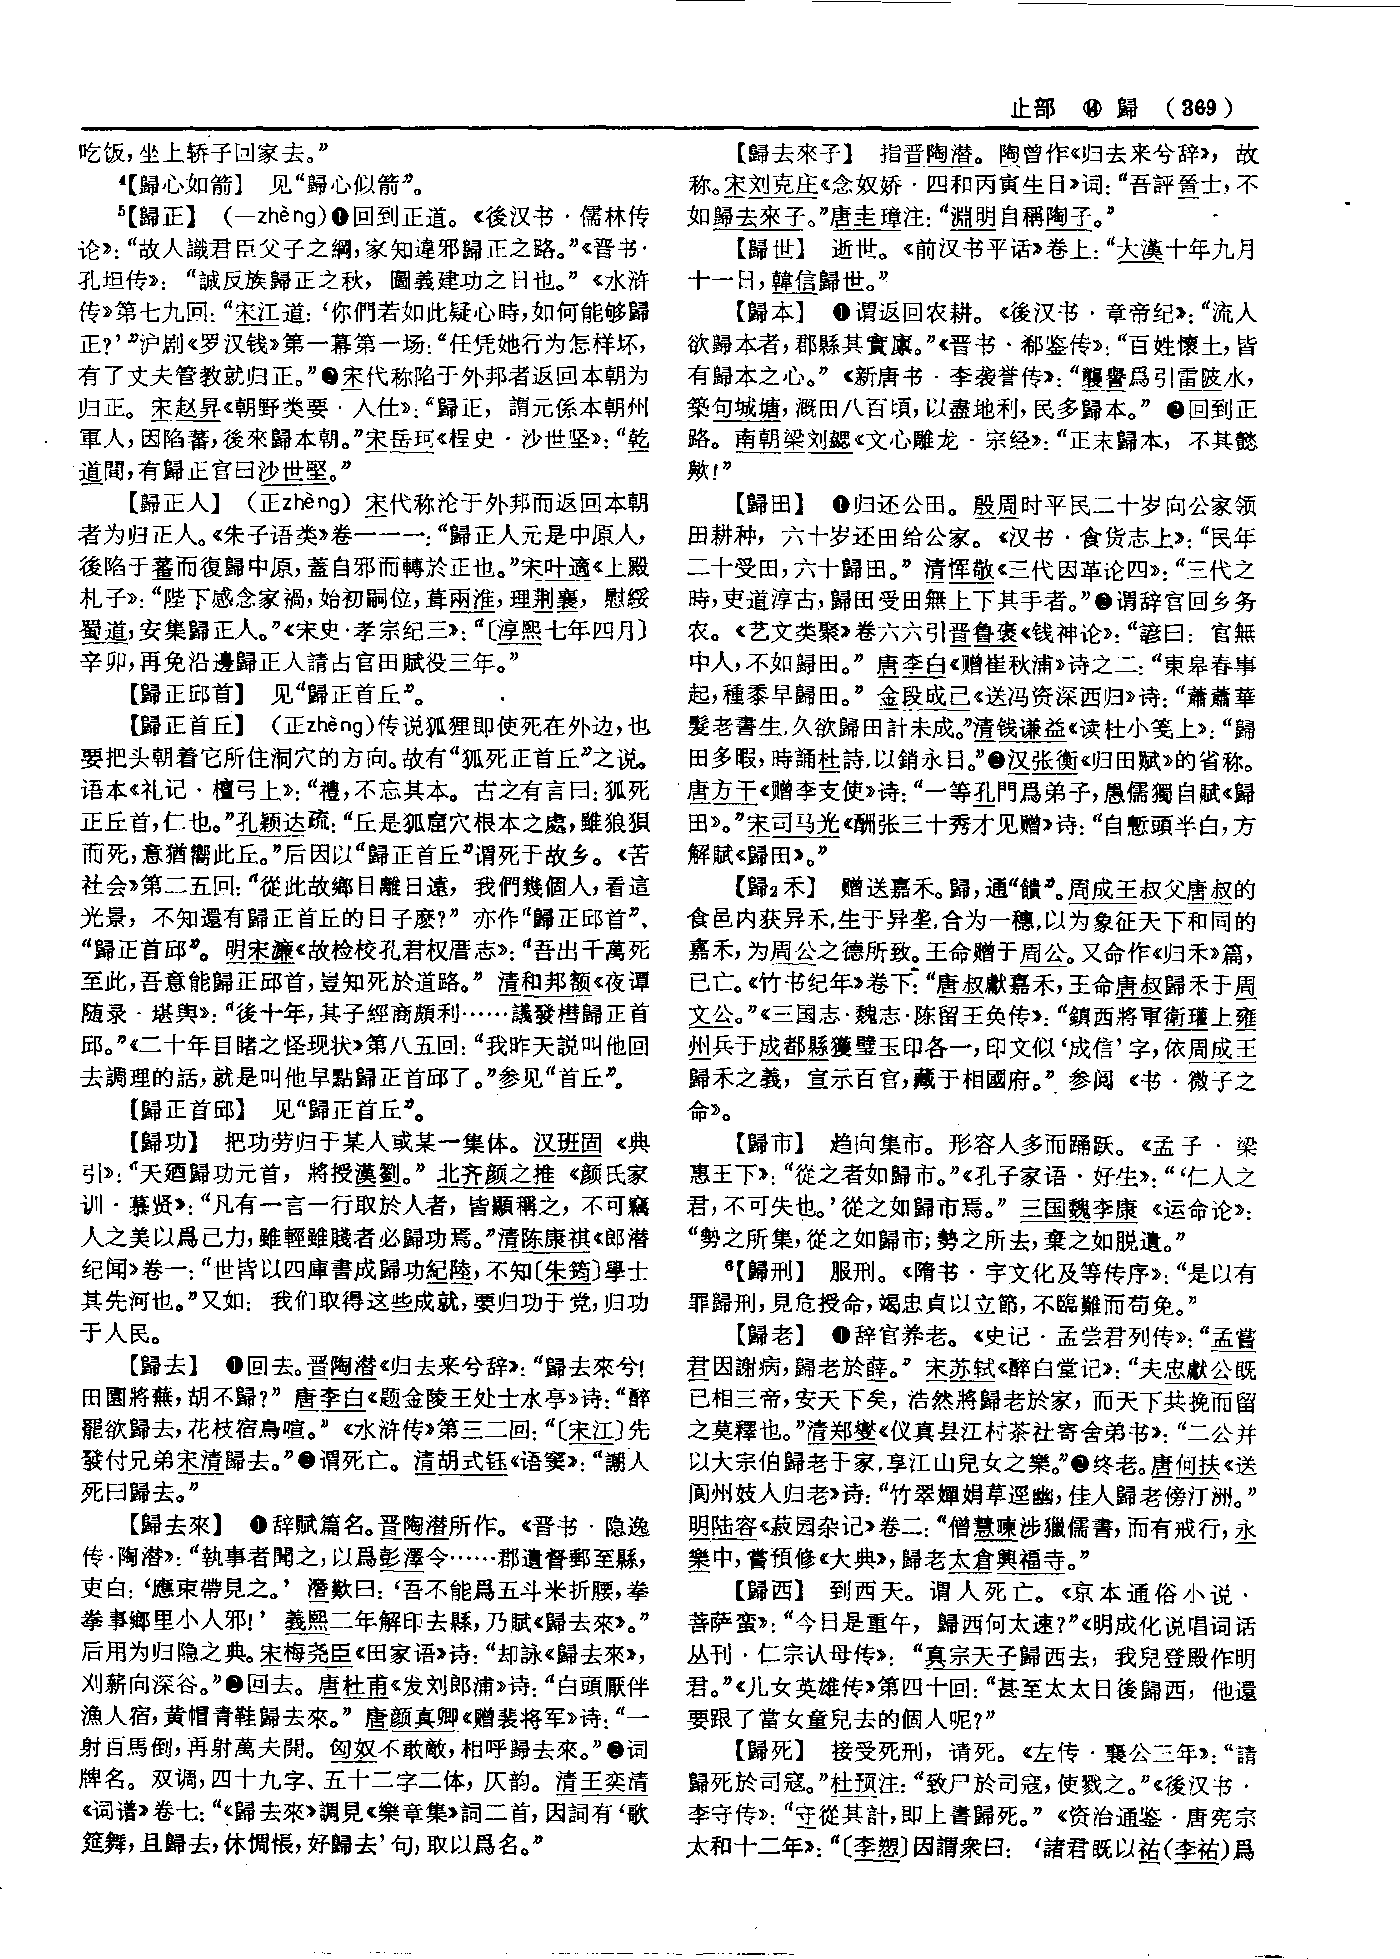 止部 ⑭ 歸 (369)
吃饭，坐上轿子回家去。”
⁴【歸心如箭】 见“歸心似箭”。
⁵【歸正】 (—zhèng)❶回到正道。《後汉书·儒林传
论》：“故人識君臣父子之綱，家知違邪歸正之路。”《晋书·
孔坦传》：“誠反族歸正之秋，圖義建功之日也。”《水浒
传》第七九回：“宋江道：‘你們若如此疑心時，如何能够歸
正？’”沪剧《罗汉钱》第一幕第一场：“任凭她行为怎样坏，
有了丈夫管教就归正。”❷宋代称陷于外邦者返回本朝为
归正。宋赵昇《朝野类要·入仕》：“歸正，謂元係本朝州
軍人，因陷蕃，後來歸本朝。”宋岳珂《桯史·沙世坚》：“乾
道間，有歸正官曰沙世堅。”
【歸正人】 (正zhèng) 宋代称沦于外邦而返回本朝
者为归正人。《朱子语类》卷一一一：“歸正人元是中原人，
後陷于蕃而復歸中原，蓋自邪而轉於正也。”宋叶適《上殿
札子》：“陛下感念家禍，始初嗣位，葺兩淮，理荆襄，慰綏
蜀道，安集歸正人。”《宋史·孝宗纪三》：“〔淳熙七年四月〕
辛卯，再免沿邊歸正人請占官田賦役三年。”
【歸正邱首】 见“歸正首丘”。
【歸正首丘】 (正zhèng)传说狐狸即使死在外边，也
要把头朝着它所住洞穴的方向。故有“狐死正首丘”之说。
语本《礼记·檀弓上》：“禮，不忘其本。古之有言曰：狐死
正丘首，仁也。”孔颖达疏：“丘是狐窟穴根本之處，雖狼狽
而死，意猶嚮此丘。”后因以“歸正首丘”谓死于故乡。《苦
社会》第二五回：“從此故鄉日離日遠，我們幾個人，看這
光景，不知還有歸正首丘的日子麽？”亦作“歸正邱首”、
“歸正首邱”。明宋濂《故检校孔君权厝志》：“吾出千萬死
至此，吾意能歸正邱首，豈知死於道路。”清和邦额《夜谭
随录·堪舆》：“後十年，其子經商頗利……議發櫘歸正首
邱。”《二十年目睹之怪现状》第八五回：“我昨天説叫他回
去調理的話，就是叫他早點歸正首邱了。”参见“首丘”。
【歸正首邱】 见“歸正首丘”。
【歸功】 把功劳归于某人或某一集体。汉班固《典
引》：“天廼歸功元首，將授漢劉。”北齐颜之推《颜氏家
训·慕贤》：“凡有一言一行取於人者，皆顯稱之，不可竊
人之美以爲己力，雖輕雖賤者必歸功焉。”清陈康祺《郎潜
纪闻》卷一：“世皆以四庫書成歸功紀陸，不知〔朱筠〕學士
其先河也。”又如：我们取得这些成就，要归功于党，归功
于人民。
【歸去】 ❶回去。晋陶潜《归去来兮辞》：“歸去來兮！
田園將蕪，胡不歸？”唐李白《题金陵王处士水亭》诗：“醉
罷欲歸去，花枝宿鳥喧。”《水浒传》第三二回：“〔宋江〕先
發付兄弟宋清歸去。”❷谓死亡。清胡式钰《语窦》：“謝人
死曰歸去。”
【歸去來】 ❶辞赋篇名。晋陶潜所作。《晋书·隐逸
传·陶潜》：“執事者聞之，以爲彭澤令……郡遺督郵至縣，
吏白：‘應束帶見之。’潛歎曰：‘吾不能爲五斗米折腰，拳
拳事鄉里小人邪！’義熙二年解印去縣，乃賦《歸去來》。”
后用为归隐之典。宋梅尧臣《田家语》诗：“却詠《歸去來》，
刈薪向深谷。”❷回去。唐杜甫《发刘郎浦》诗：“白頭厭伴
漁人宿，黄帽青鞋歸去來。”唐颜真卿《赠裴将军》诗：“一
射百馬倒，再射萬夫開。匈奴不敢敵，相呼歸去來。”❸词
牌名。双调，四十九字、五十二字二体，仄韵。清王奕清
《词谱》卷七：“《歸去來》調見《樂章集》詞二首，因詞有‘歌
筵舞，且歸去，休惆悵，好歸去’句，取以爲名。”
【歸去來子】 指晋陶潜。陶曾作《归去来兮辞》，故
称。宋刘克庄《念奴娇·四和丙寅生日》词：“吾評晉士，不
如歸去來子。”唐圭璋注：“淵明自稱陶子。”
【歸世】 逝世。《前汉书平话》卷上：“大漢十年九月
十一日，韓信歸世。”
【歸本】 ❶谓返回农耕。《後汉书·章帝纪》：“流人
欲歸本者，郡縣其實禀。”《晋书·郗鉴传》：“百姓懷土，皆
有歸本之心。”《新唐书·李袭誉传》：“襲譽爲引雷陂水，
築句城塘，溉田八百頃，以盡地利，民多歸本。”❷回到正
路。南朝梁刘勰《文心雕龙·宗经》：“正末歸本，不其懿
歟！”
【歸田】 ❶归还公田。殷周时平民二十岁向公家领
田耕种，六十岁还田给公家。《汉书·食货志上》：“民年
二十受田，六十歸田。”清恽敬《三代因革论四》：“三代之
時，吏道淳古，歸田受田無上下其手者。”❷谓辞官回乡务
农。《艺文类聚》卷六六引晋鲁褒《钱神论》：“諺曰：官無
中人，不如歸田。”唐李白《赠崔秋浦》诗之二：“東皋春事
起，種黍早歸田。”金段成己《送冯资深西归》诗：“蕭蕭華
髮老書生，久欲歸田計未成。”清钱谦益《读杜小笺上》：“歸
田多暇，時誦杜詩，以銷永日。”❸汉张衡《归田赋》的省称。
唐方干《赠李支使》诗：“一等孔門爲弟子，愚儒獨自賦《歸
田》。”宋司马光《酬张三十秀才见赠》诗：“自慙頭半白，方
解賦《歸田》。”
【歸₂禾】 赠送嘉禾。歸，通“饋”。周成王叔父唐叔的
食邑内获异禾，生于异垄，合为一穗，以为象征天下和同的
嘉禾，为周公之德所致。王命赠于周公。又命作《归禾》篇，
已亡。《竹书纪年》卷下：“唐叔獻嘉禾，王命唐叔歸禾于周
文公。”《三国志·魏志·陈留王奂传》：“鎮西將軍衛瓘上雍
州兵于成都縣獲璧玉印各一，印文似‘成信’字，依周成王
歸禾之義，宣示百官，藏于相國府。”参阅《书·微子之
命》。
【歸市】 趋向集市。形容人多而踊跃。《孟子·梁
惠王下》：“從之者如歸市。”《孔子家语·好生》：“‘仁人之
君，不可失也。’從之如歸市焉。”三国魏李康《运命论》：
“勢之所集，從之如歸市；勢之所去，棄之如脱遺。”
⁶【歸刑】 服刑。《隋书·宇文化及等传序》：“是以有
罪歸刑，見危授命，竭忠貞以立節，不臨難而苟免。”
【歸老】 ❶辞官养老。《史记·孟尝君列传》：“孟嘗
君因謝病，歸老於薛。”宋苏轼《醉白堂记》：“夫忠獻公既
已相三帝，安天下矣，浩然將歸老於家，而天下共挽而留
之莫釋也。”清郑燮《仪真县江村茶社寄舍弟书》：“二公并
以大宗伯歸老于家，享江山兒女之樂。”❷终老。唐何扶《送
阆州妓人归老》诗：“竹翠嬋娟草逕幽，佳人歸老傍汀洲。”
明陆容《菽园杂记》卷二：“僧慧暕涉獵儒書，而有戒行，永
樂中，嘗預修《大典》，歸老太倉興福寺。”
【歸西】 到西天。谓人死亡。《京本通俗小说·
菩萨蛮》：“今日是重午，歸西何太速？”《明成化说唱词话
丛刊·仁宗认母传》：“真宗天子歸西去，我兒登殿作明
君。”《儿女英雄传》第四十回：“甚至太太日後歸西，他還
要跟了當女童兒去的個人呢？”
【歸死】 接受死刑，请死。《左传·襄公三年》：“請
歸死於司寇。”杜预注：“致尸於司寇，使戮之。”《後汉书·
李守传》：“守從其計，即上書歸死。”《资治通鉴·唐宪宗
太和十二年》：“〔李愬〕因謂衆曰：‘諸君既以祐(李祐)爲